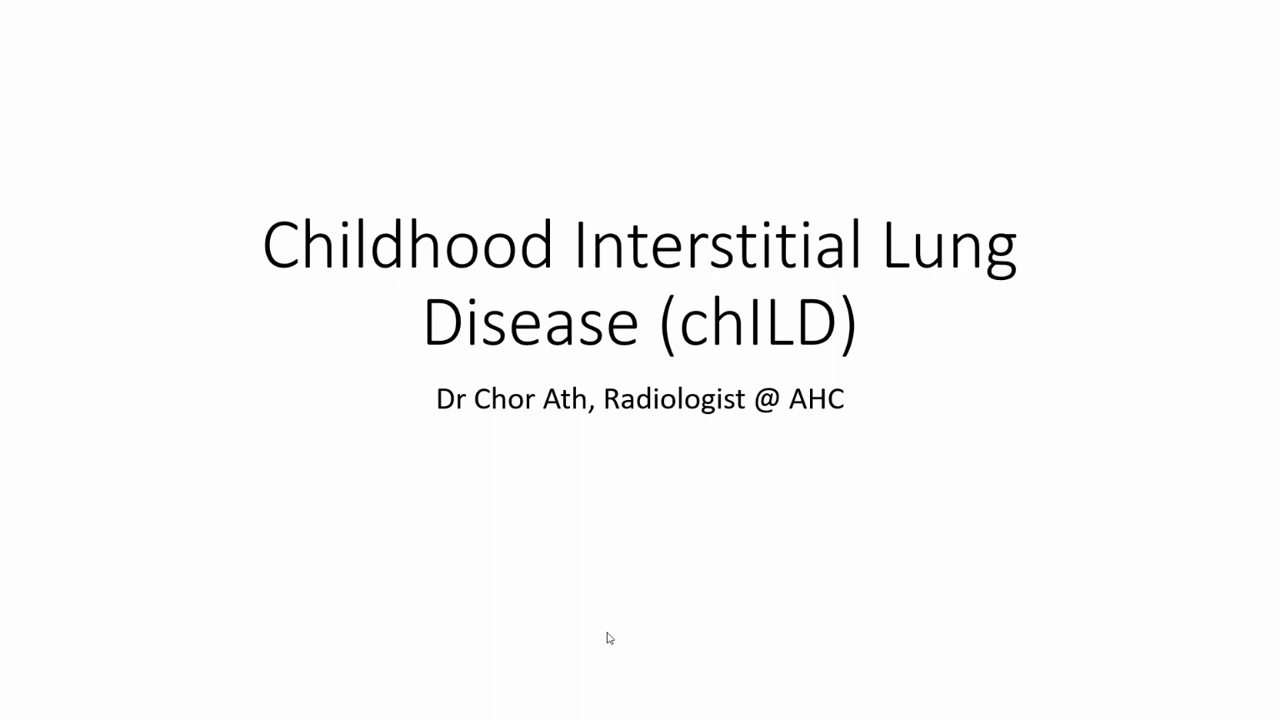 Childhood Interstitial Lung
Disease (chILD)
Dr Chor Ath, Radiologist @ AHC